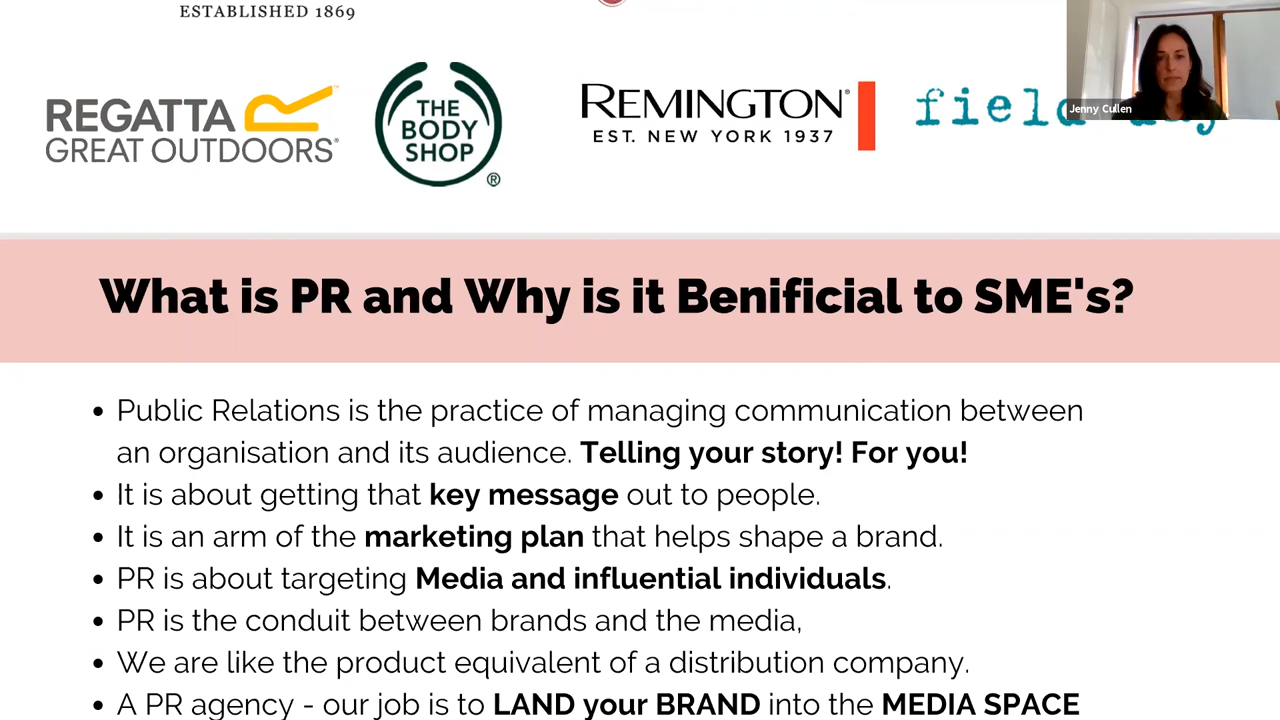 ESTABLISHED 1869
REGATTA
GREAT OUTDOORS®
THE
BODY
SHOP
®
REMINGTON®
EST. NEW YORK 1937
field
Jenny Cullen
What is PR and Why is it Benificial to SME's?
• Public Relations is the practice of managing communication between
an organisation and its audience. Telling your story! For you!
• It is about getting that key message out to people.
• It is an arm of the marketing plan that helps shape a brand.
• PR is about targeting Media and influential individuals.
• PR is the conduit between brands and the media,
• We are like the product equivalent of a distribution company.
• A PR agency - our job is to LAND your BRAND into the MEDIA SPACE